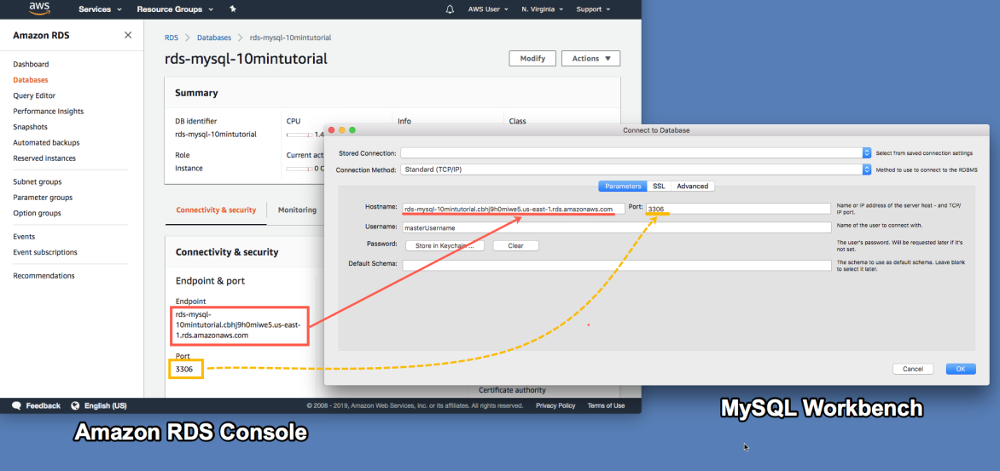 aws
Services
Resource Groups
AWS User
N. Virginia
Support
Amazon RDS
Dashboard
Databases
Query Editor
Performance Insights
Snapshots
Automated backups
Reserved instances
Subnet groups
Parameter groups
Option groups
Events
Event subscriptions
Recommendations
RDS > Databases > rds-mysql-10mintutorial
rds-mysql-10mintutorial
Modify
Actions
Summary
DB identifier
rds-mysql-10mintutorial
CPU
1.4
Info
Class
Role
Instance
Current act
0 C
Connectivity & security
Monitoring
Connectivity & security
Endpoint & port
Endpoint
rds-mysql-
10mintutorial.cbhj9h0miwe5.us-east-
1.rds.amazonaws.com
Port
3306
Certificate authority
Connect to Database
Stored Connection:
Select from saved connection settings
Connection Method: Standard (TCP/IP)
Method to use to connect to the RDBMS
Parameters SSL Advanced
Hostname: rds-mysql-10mintutorial.cbhj9h0miwe5.us-east-1.rds.amazonaws.com Port: 3306
Name or IP address of the server host - and TCP/
IP port.
Username: masterUsername
Name of the user to connect with.
Password: Store in Keychain ... Clear
The user's password. Will be requested later if it's
not set.
Default Schema:
The schema to use as default schema. Leave blank
to select it later.
Cancel
OK
Feedback
English (US)
© 2008 - 2019, Amazon Web Services, Inc. or its affiliates. All rights reserved.
Privacy Policy
Terms of Use
Amazon RDS Console
MySQL Workbench